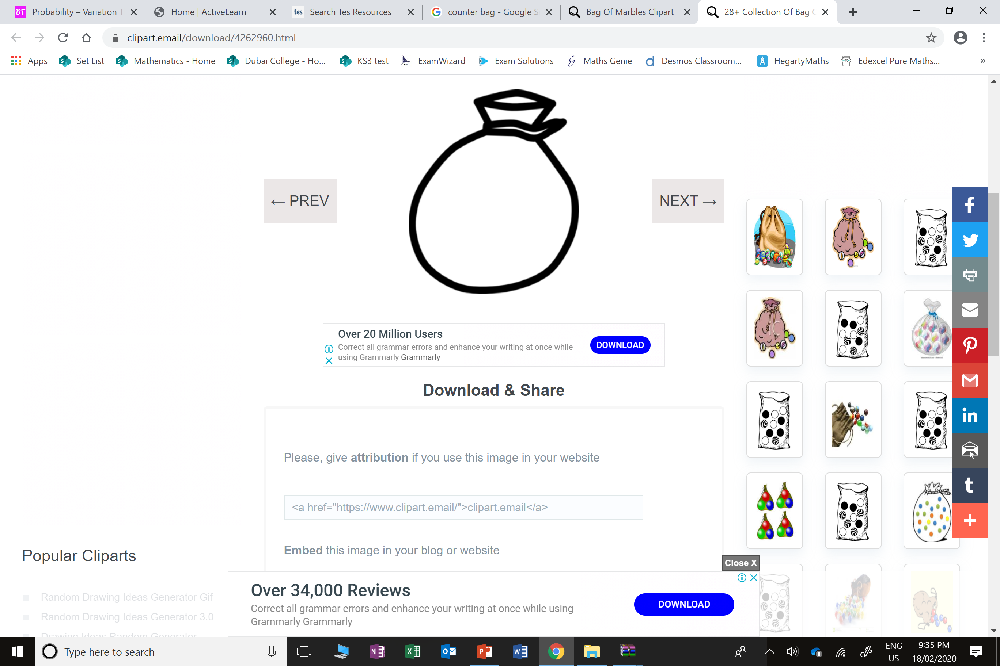 Probability – Variation T
Home | ActiveLearn
tes
Search Tes Resources
counter bag - Google S
Bag Of Marbles Clipart
28+ Collection Of Bag
clipart.email/download/4262960.html
Apps
Set List
Mathematics - Home
Dubai College - Ho...
KS3 test
ExamWizard
Exam Solutions
Maths Genie
Desmos Classroom...
HegartyMaths
Edexcel Pure Maths...
»
← PREV
NEXT →
Over 20 Million Users
Correct all grammar errors and enhance your writing at once while
using Grammarly Grammarly
DOWNLOAD
Download & Share
Please, give attribution if you use this image in your website
<a href="https://www.clipart.email/">clipart.email</a>
Embed this image in your blog or website
Popular Cliparts
Close X
Random Drawing Ideas Generator Gif
Random Drawing Ideas Generator 3.0
Drawing Ideas Random Generator
Over 34,000 Reviews
Correct all grammar errors and enhance your writing at once while using
Grammarly Grammarly
DOWNLOAD
Type here to search
ENG
US
9:35 PM
18/02/2020